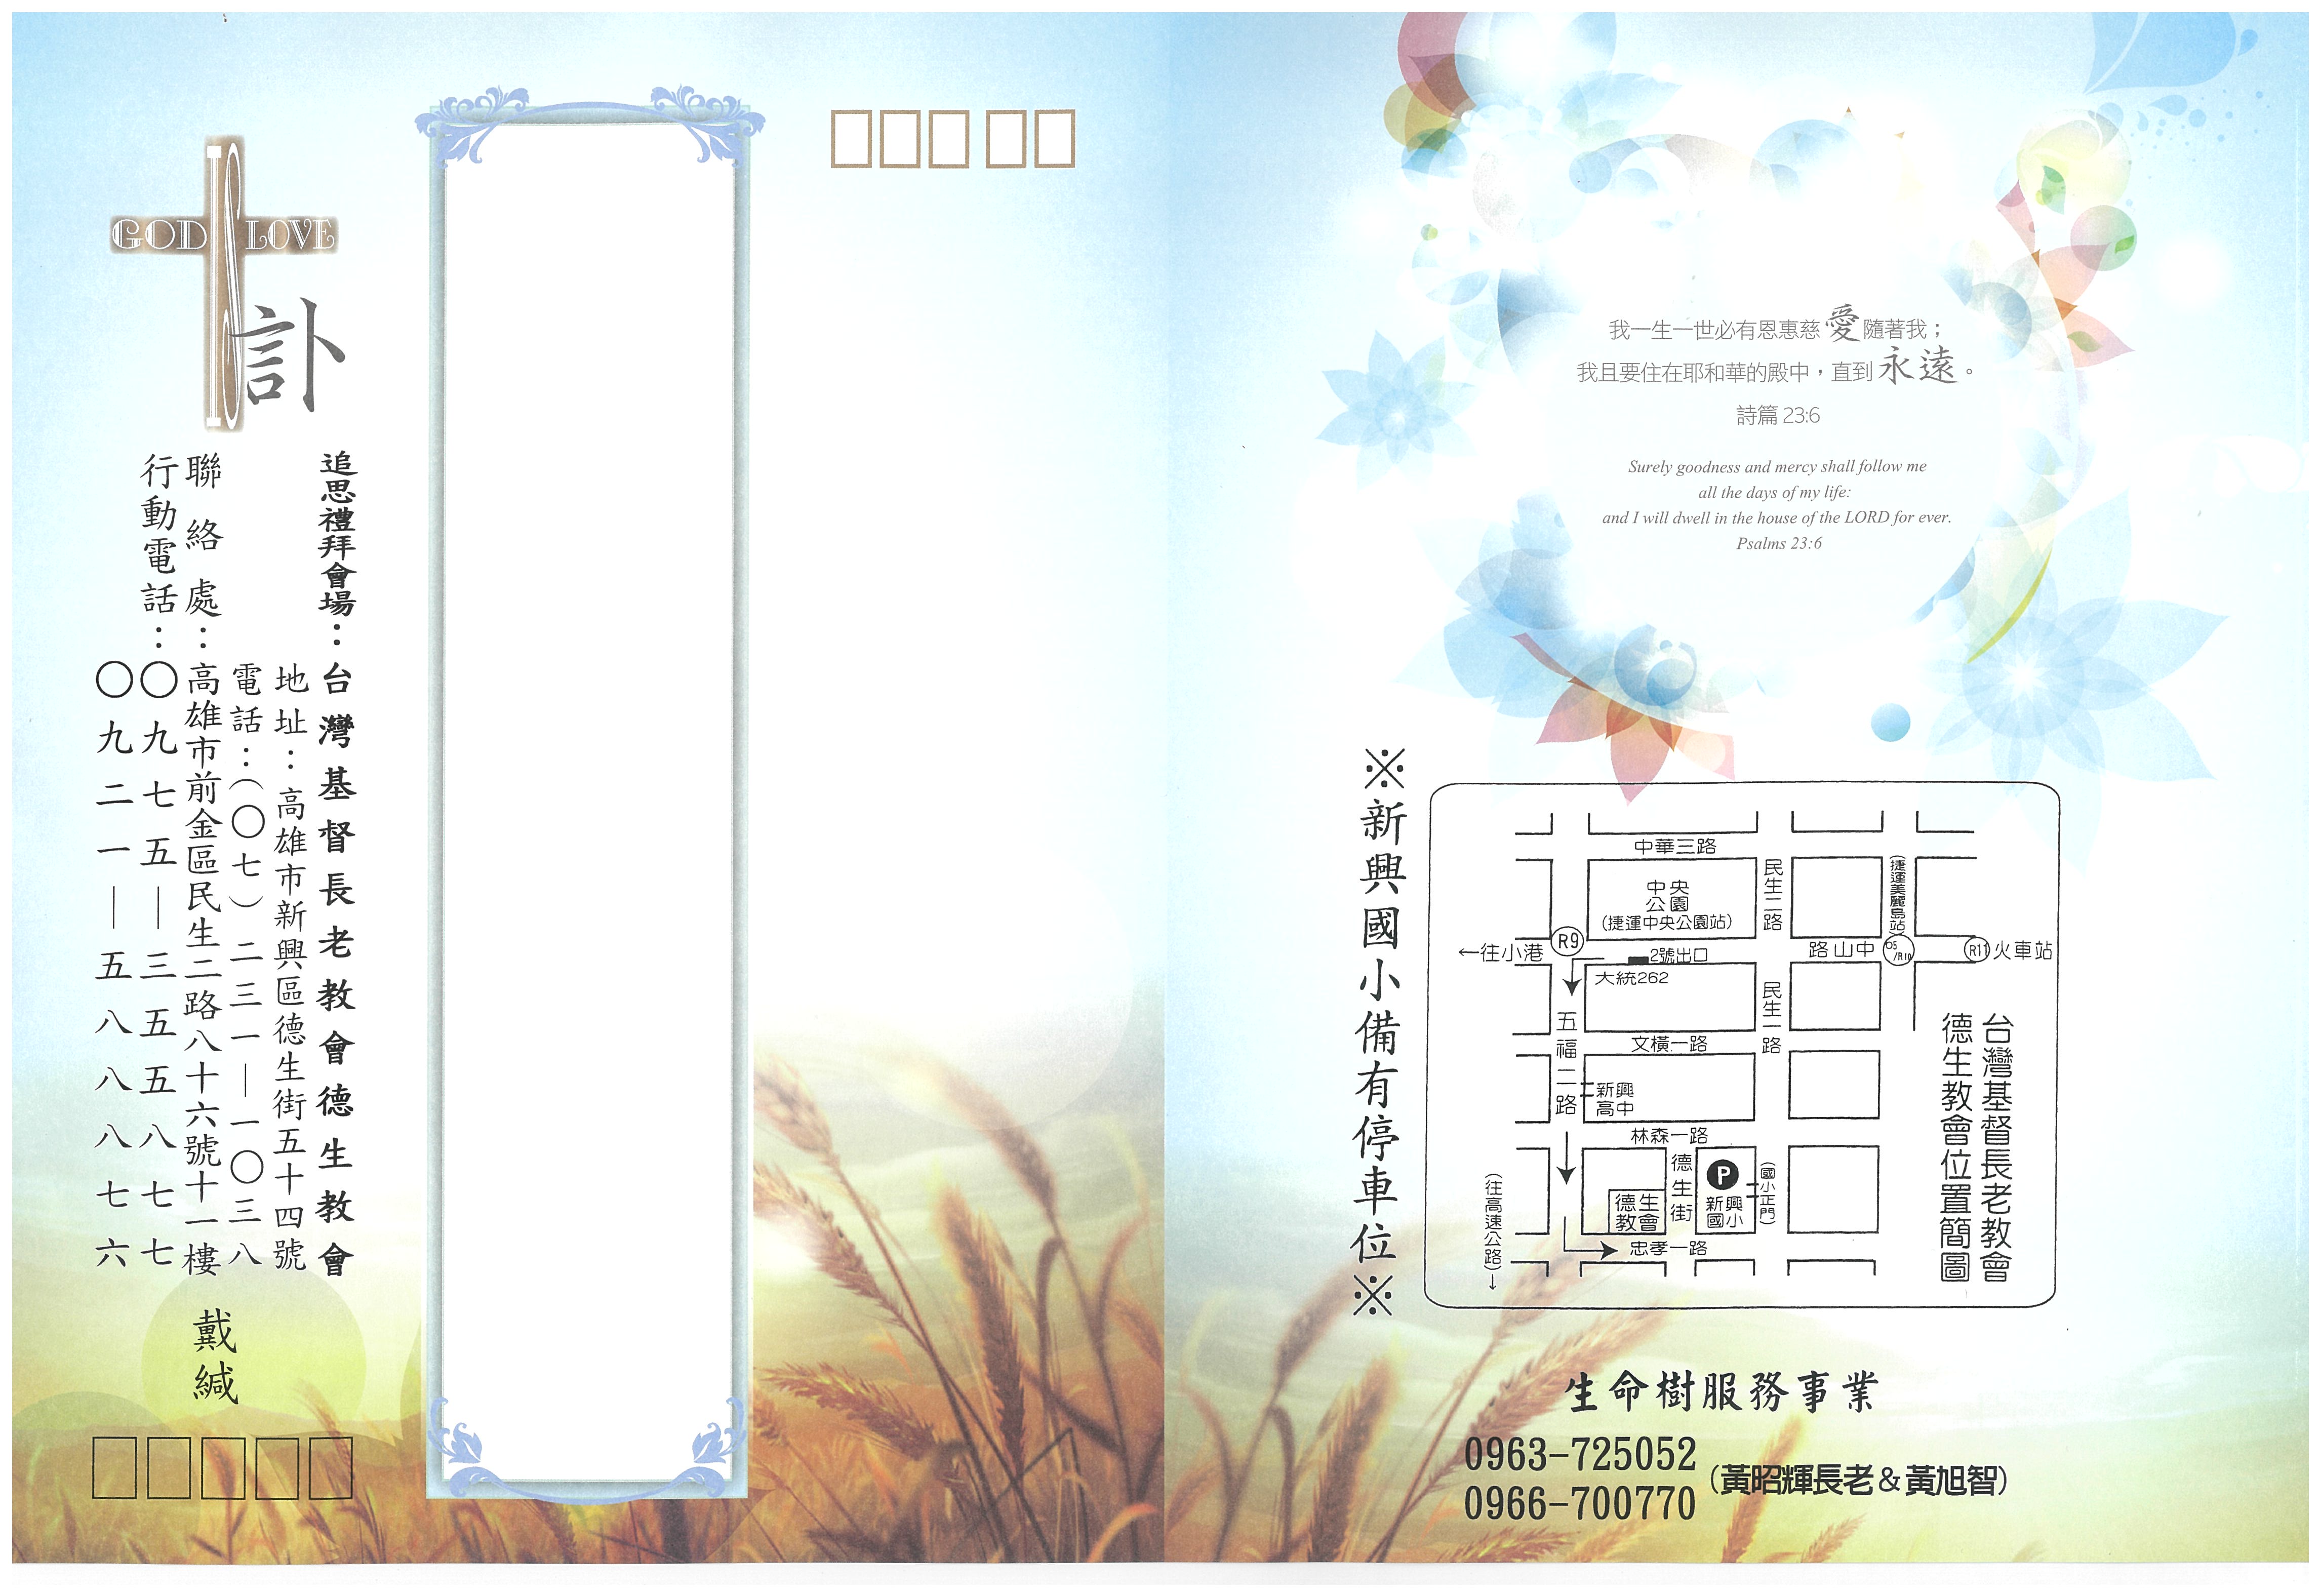 GOD IS LOVE
訃
追思禮拜會場：台灣基督長老教會德生教會
地址：高雄市新興區德生街五十四號
電話：（〇七）二三一｜一〇三八
聯絡處：高雄市前金區民生二路八十六號十一樓
行動電話：〇九七五｜三五五八七七
〇九二一｜五八八八七六
戴緘
我一生一世必有恩惠慈愛隨著我；
我且要住在耶和華的殿中，直到永遠。
詩篇 23:6
Surely goodness and mercy shall follow me
all the days of my life:
and I will dwell in the house of the LORD for ever.
Psalms 23:6
※新興國小備有停車位※
台灣基督長老教會
德生教會位置簡圖
中華三路
中央
公園
(捷運中央公園站)
民生二路
(捷運美麗島站)
←往小港
R9
2號出口
路山中
O5
/R10
R11
火車站
大統262
五福二路
民生一路
文橫一路
新興
高中
林森一路
德生街
P
新興
國小
(國小正門)
德生
教會
忠孝一路
(往高速公路)→
生命樹服務事業
0963-725052
0966-700770
(黃昭輝長老＆黃旭智)